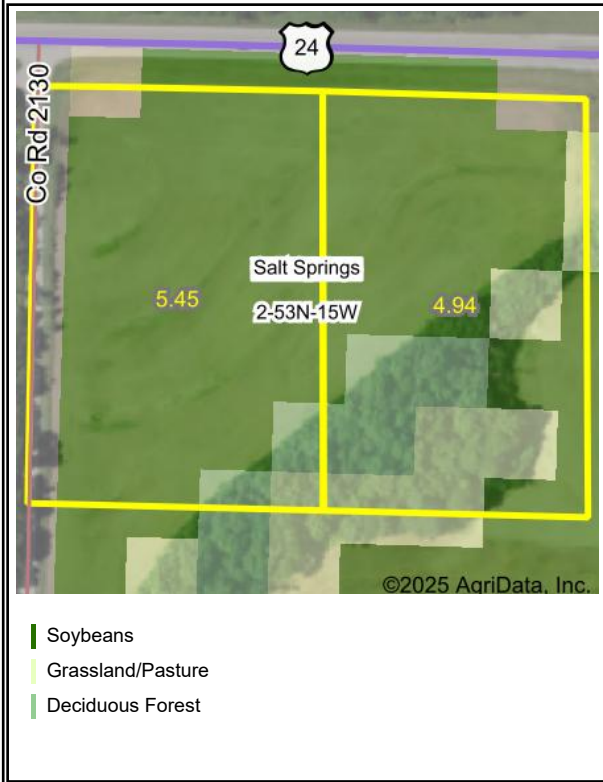 24
Co Rd 2130
Salt Springs
5.45
2-53N-15W
4.94
©2025 AgriData, Inc.
Soybeans
Grassland/Pasture
Deciduous Forest